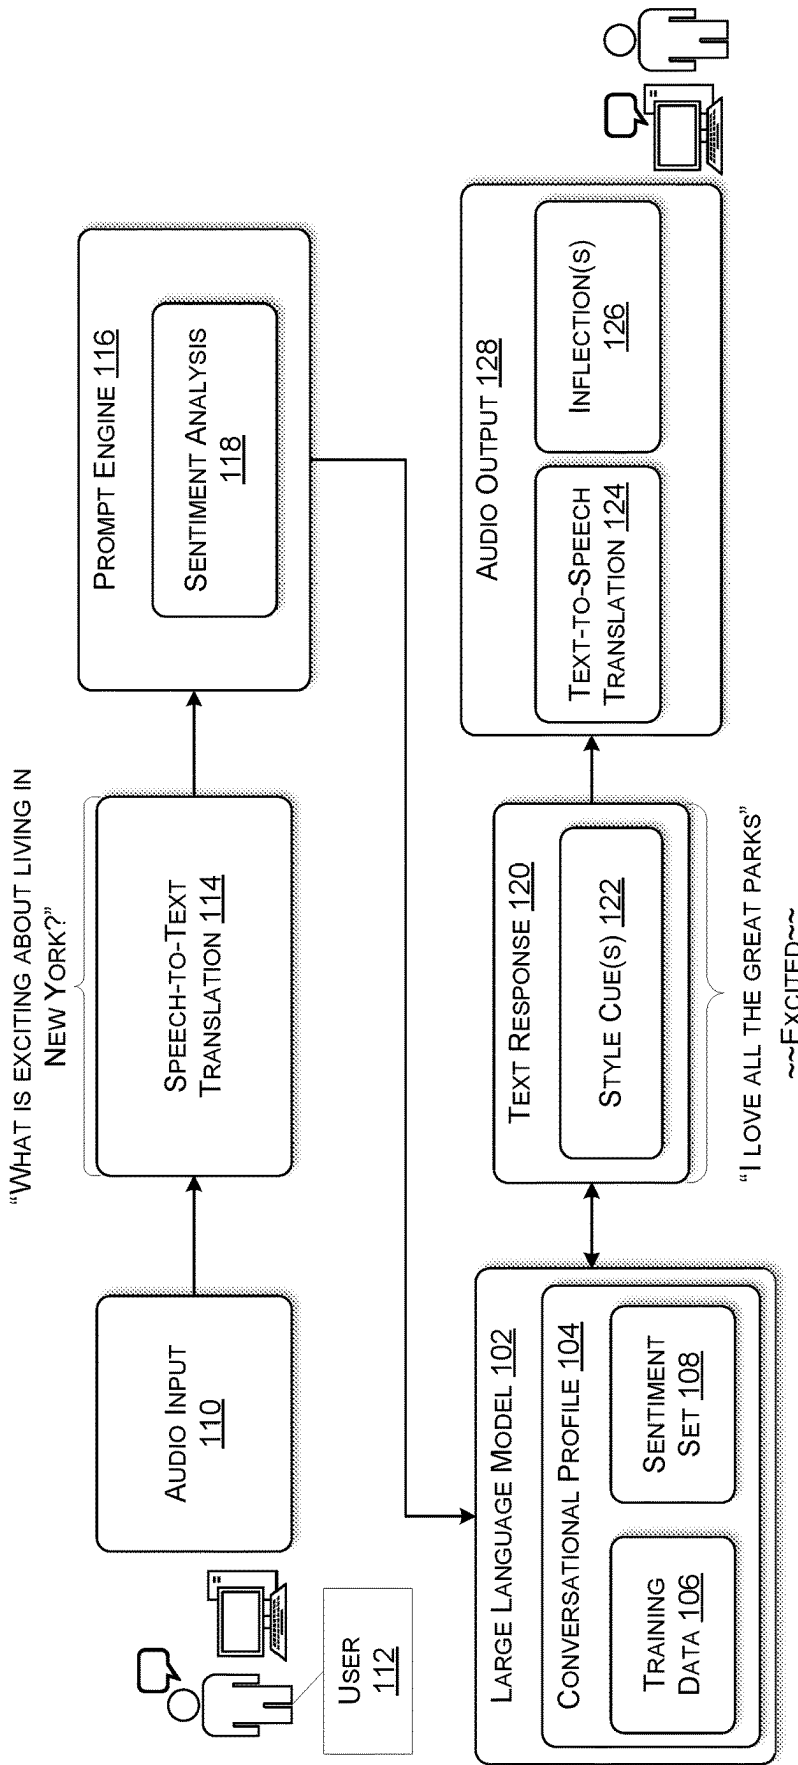 USER
112
AUDIO INPUT
110
"WHAT IS EXCITING ABOUT LIVING IN
NEW YORK?"
SPEECH-TO-TEXT
TRANSLATION 114
PROMPT ENGINE 116
SENTIMENT ANALYSIS
118
LARGE LANGUAGE MODEL 102
CONVERSATIONAL PROFILE 104
TRAINING
DATA 106
SENTIMENT
SET 108
TEXT RESPONSE 120
STYLE CUE(S) 122
"I LOVE ALL THE GREAT PARKS"
~~EXCITED~~
AUDIO OUTPUT 128
TEXT-TO-SPEECH
TRANSLATION 124
INFLECTION(S)
126